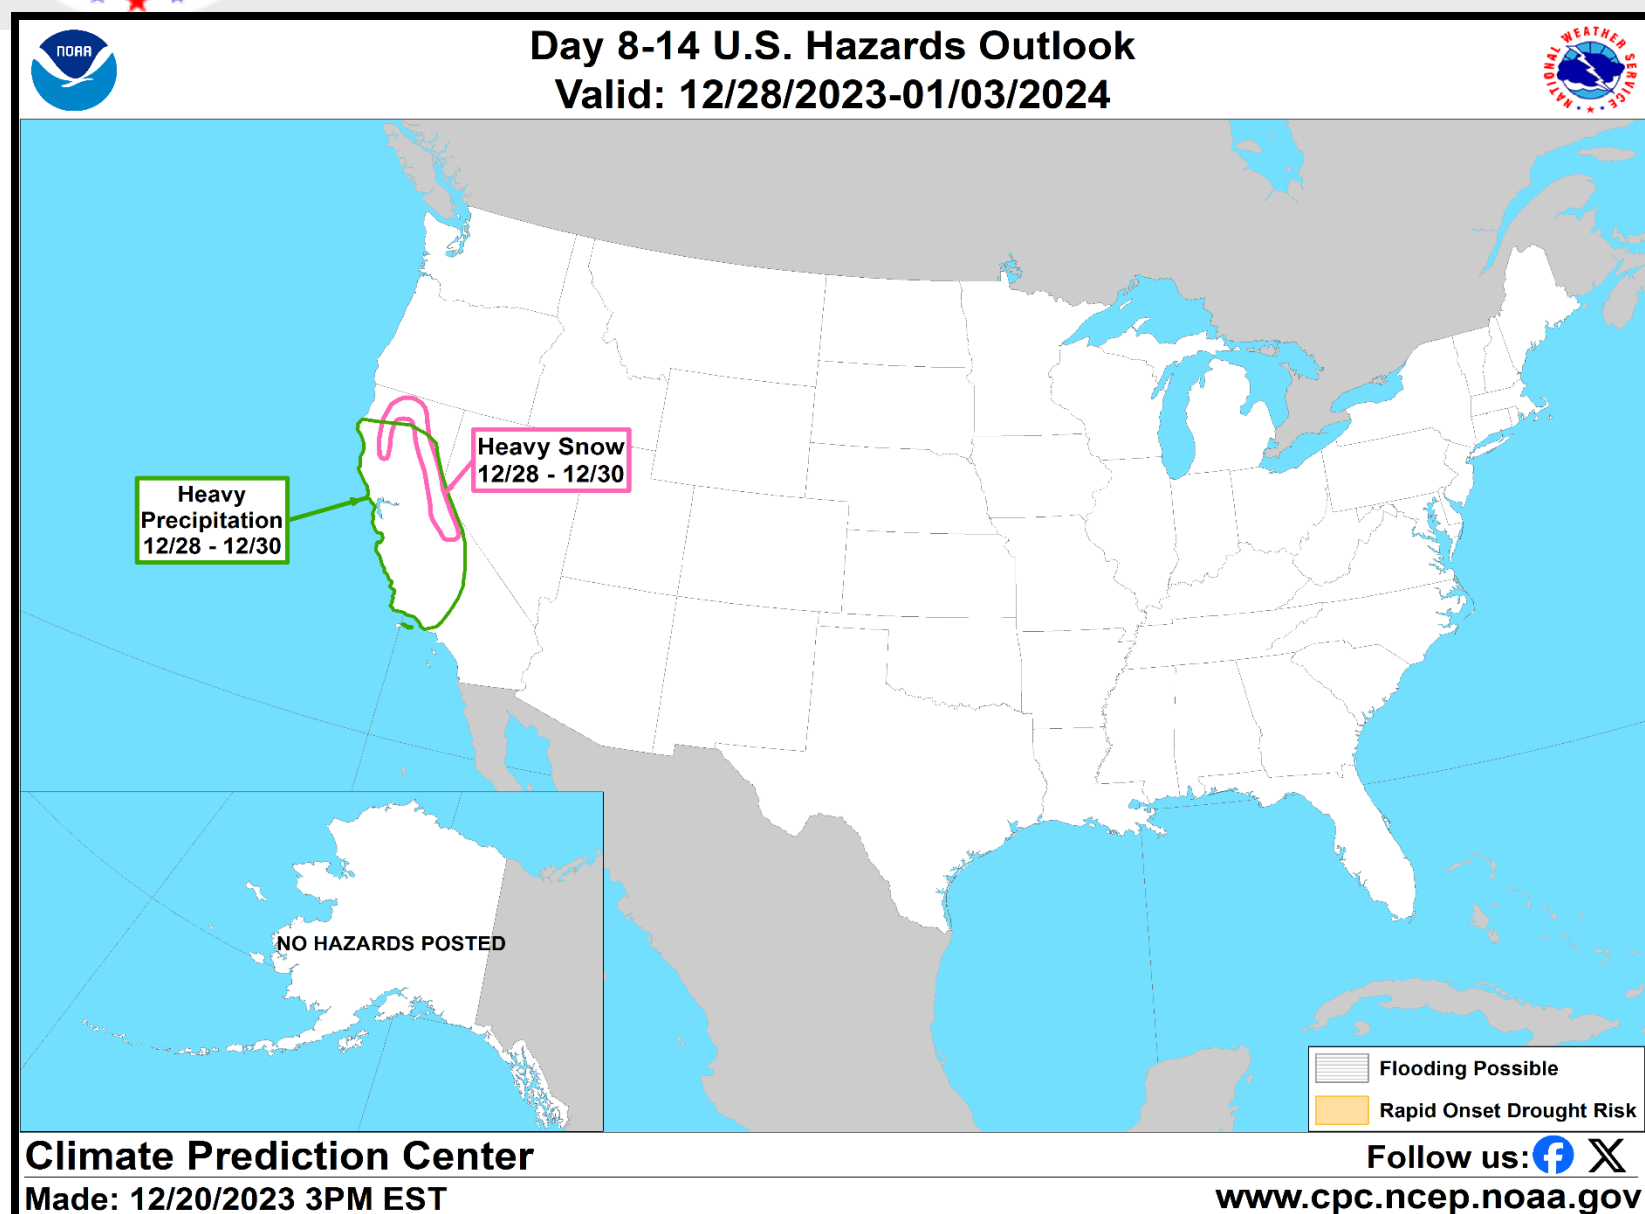 NOAA
Day 8-14 U.S. Hazards Outlook
Valid: 12/28/2023-01/03/2024
NATIONAL WEATHER SERVICE
Heavy Snow
12/28 - 12/30
Heavy
Precipitation
12/28 - 12/30
NO HAZARDS POSTED
Flooding Possible
Rapid Onset Drought Risk
Climate Prediction Center
Follow us:
Made: 12/20/2023 3PM EST
www.cpc.ncep.noaa.gov